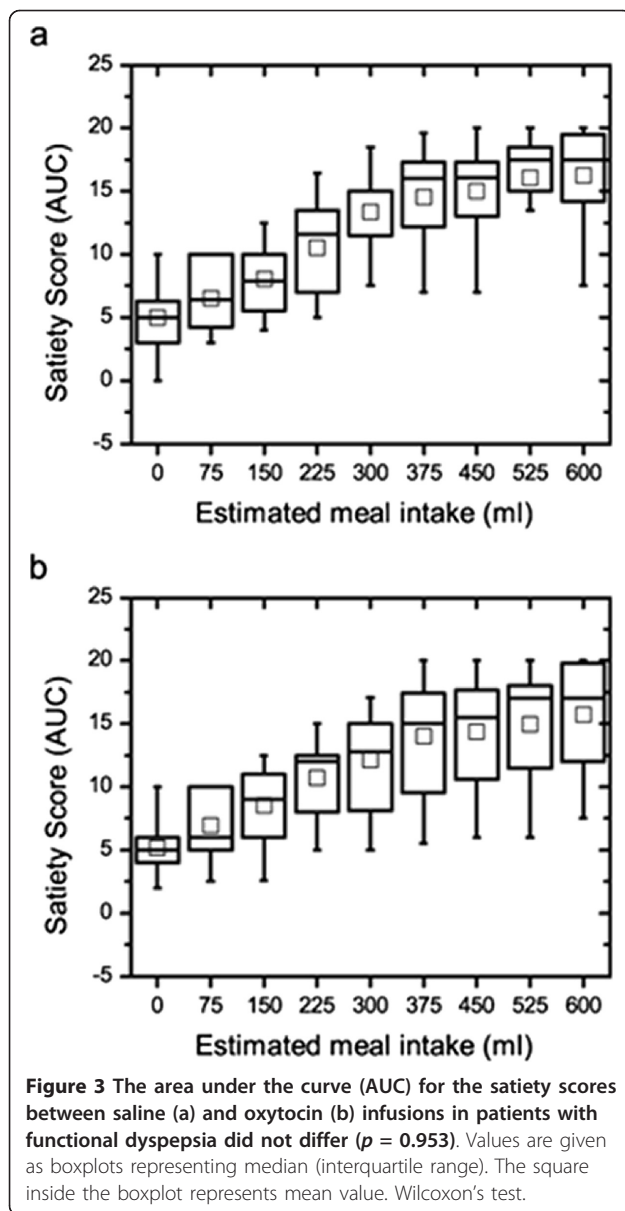 a
25
20
15
10
5
0
-5
Satiety Score (AUC)
0 75 150 225 300 375 450 525 600
Estimated meal intake (ml)
b
25
20
15
10
5
0
-5
Satiety Score (AUC)
0 75 150 225 300 375 450 525 600
Estimated meal intake (ml)
Figure 3 The area under the curve (AUC) for the satiety scores
between saline (a) and oxytocin (b) infusions in patients with
functional dyspepsia did not differ (p = 0.953). Values are given
as boxplots representing median (interquartile range). The square
inside the boxplot represents mean value. Wilcoxon's test.